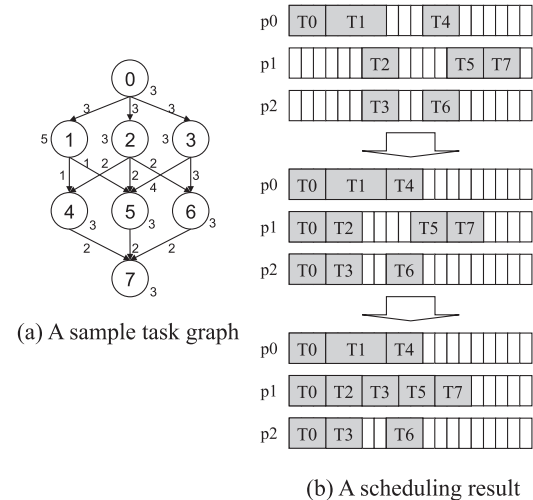 0 3
3 3 3
5 1 3 2 3 3
1 1 2 2 2 4 3
4 3 5 3 6 3
2 2 2
7 3
(a) A sample task graph
p0 T0 T1 T4
p1 T2 T5 T7
p2 T3 T6
p0 T0 T1 T4
p1 T0 T2 T5 T7
p2 T0 T3 T6
p0 T0 T1 T4
p1 T0 T2 T3 T5 T7
p2 T0 T3 T6
(b) A scheduling result